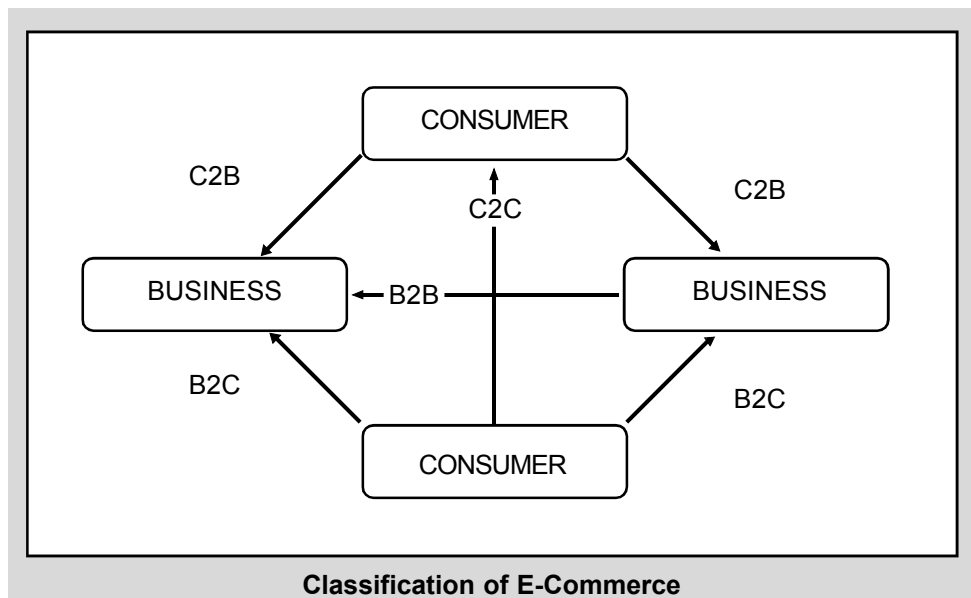 CONSUMER
C2B
C2B
C2C
BUSINESS
B2B
BUSINESS
B2C
B2C
CONSUMER
Classification of E-Commerce